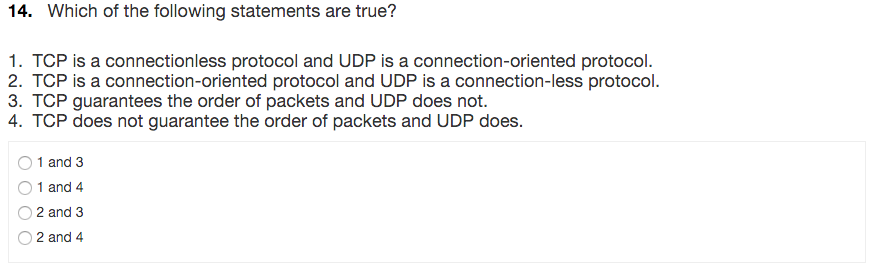 14. Which of the following statements are true?
1. TCP is a connectionless protocol and UDP is a connection-oriented protocol.
2. TCP is a connection-oriented protocol and UDP is a connection-less protocol.
3. TCP guarantees the order of packets and UDP does not.
4. TCP does not guarantee the order of packets and UDP does.
1 and 3
1 and 4
2 and 3
2 and 4